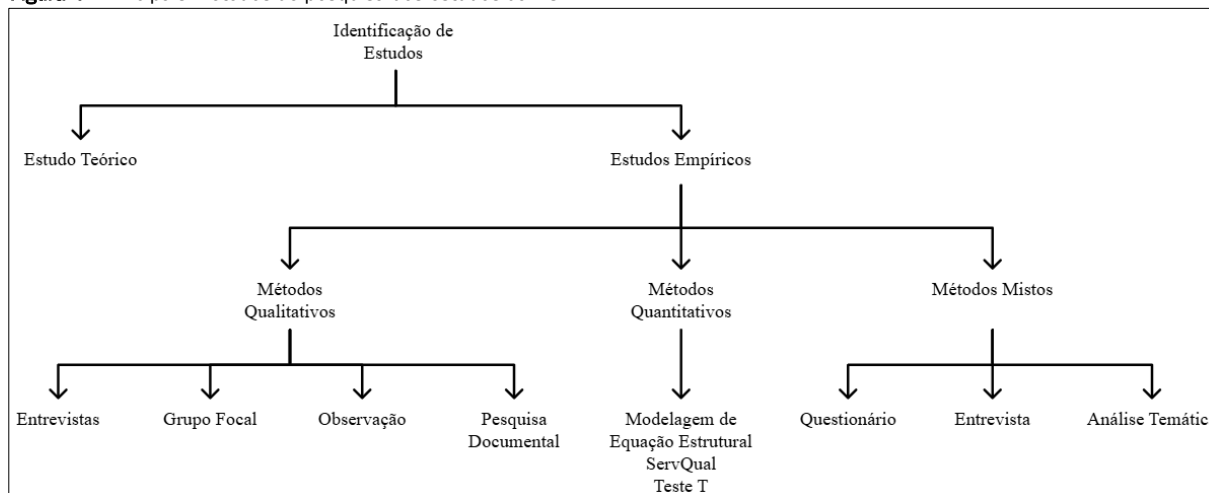 Identificação de
Estudos
Estudo Teórico
Estudos Empíricos
Métodos
Qualitativos
Métodos
Quantitativos
Métodos Mistos
Entrevistas
Grupo Focal
Observação
Pesquisa
Documental
Modelagem de
Equação Estrutural
ServQual
Teste T
Questionário
Entrevista
Análise Temátic